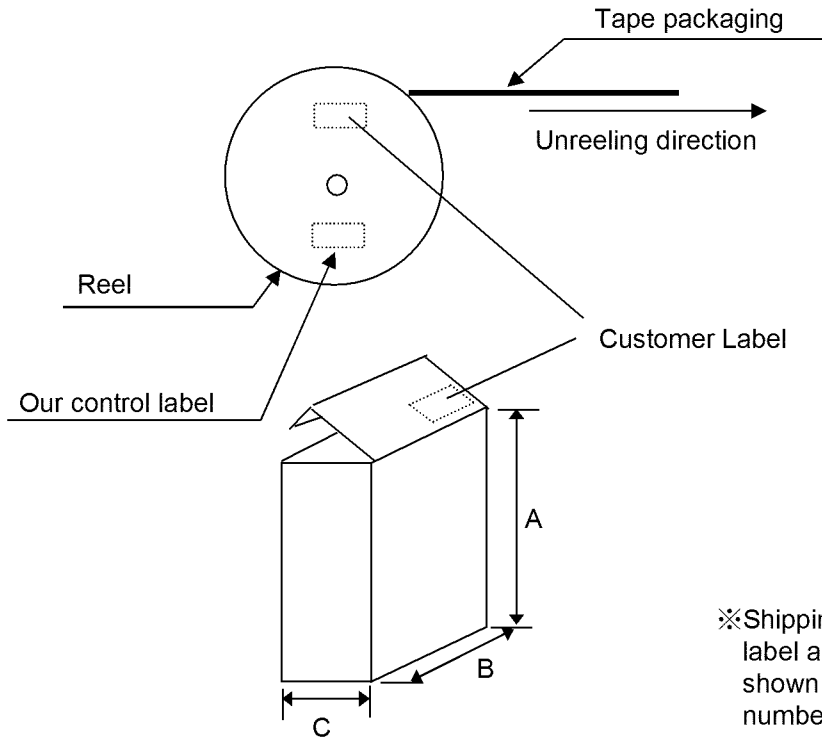 Tape packaging
Unreeling direction
Reel
Customer Label
Our control label
A
B
C
※Shippin
label a
shown
numbe